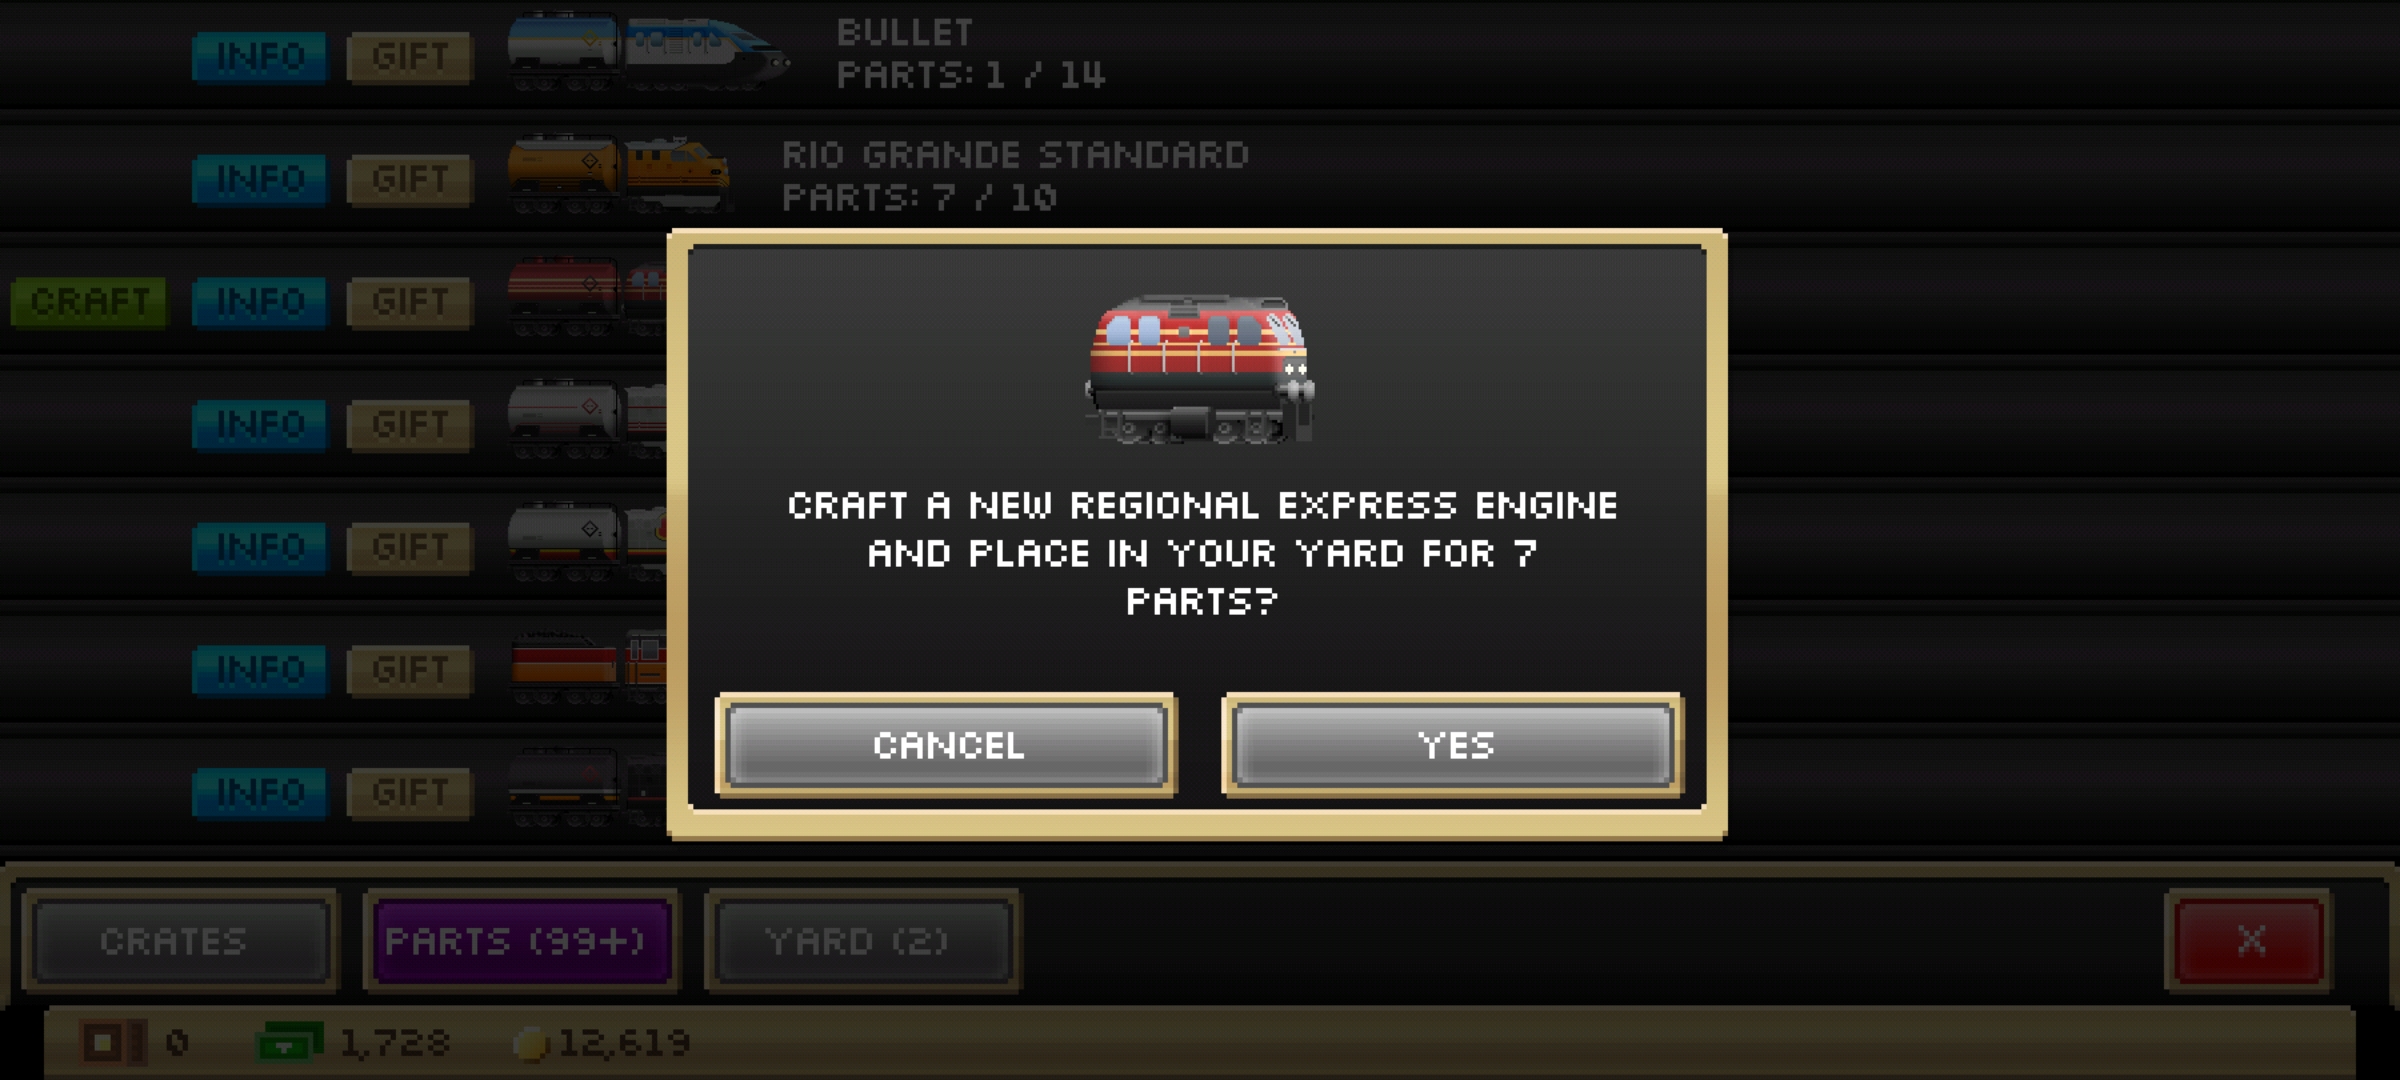 INFO GIFT BULLET
PARTS: 1 / 14
INFO GIFT RIO GRANDE STANDARD
PARTS: 7 / 10
CRAFT INFO GIFT
INFO GIFT
INFO GIFT
INFO GIFT
INFO GIFT
CRAFT A NEW REGIONAL EXPRESS ENGINE
AND PLACE IN YOUR YARD FOR 7
PARTS?
CANCEL YES
CRATES PARTS (99+) YARD (2) X
0 1,728 12,619